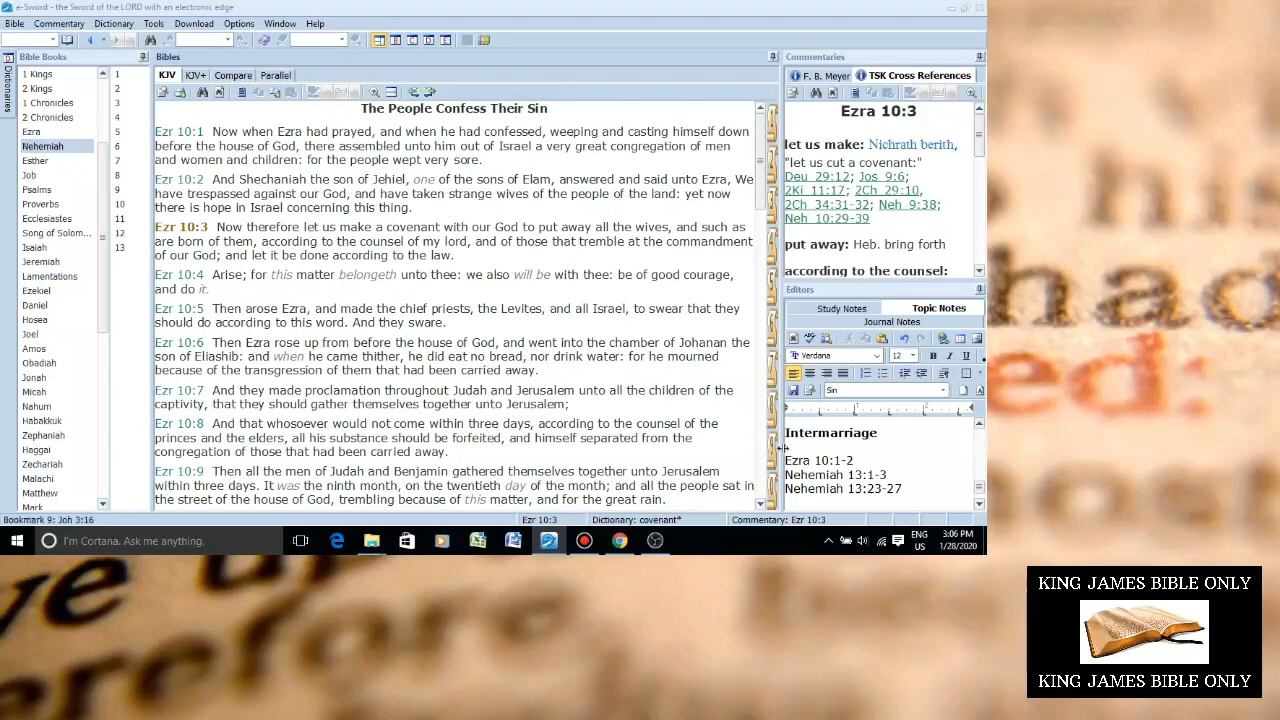 e-Sword - the Sword of the LORD with an electronic edge
Bible Commentary Dictionary Tools Download Options Window Help
B C D E
Dictionaries
Bible Books
1 Kings
2 Kings
1 Chronicles
2 Chronicles
Ezra
Nehemiah
Esther
Job
Psalms
Proverbs
Ecclesiastes
Song of Solom...
Isaiah
Jeremiah
Lamentations
Ezekiel
Daniel
Hosea
Joel
Amos
Obadiah
Jonah
Micah
Nahum
Habakkuk
Zephaniah
Haggai
Zechariah
Malachi
Matthew
Mark
1
2
3
4
5
6
7
8
9
10
11
12
13
Bibles
KJV KJV+ Compare Parallel
The People Confess Their Sin
Ezr 10:1 Now when Ezra had prayed, and when he had confessed, weeping and casting himself down
before the house of God, there assembled unto him out of Israel a very great congregation of men
and women and children: for the people wept very sore.
Ezr 10:2 And Shechaniah the son of Jehiel, one of the sons of Elam, answered and said unto Ezra, We
have trespassed against our God, and have taken strange wives of the people of the land: yet now
there is hope in Israel concerning this thing.
Ezr 10:3 Now therefore let us make a covenant with our God to put away all the wives, and such as
are born of them, according to the counsel of my lord, and of those that tremble at the commandment
of our God; and let it be done according to the law.
Ezr 10:4 Arise; for this matter belongeth unto thee: we also will be with thee: be of good courage,
and do it.
Ezr 10:5 Then arose Ezra, and made the chief priests, the Levites, and all Israel, to swear that they
should do according to this word. And they sware.
Ezr 10:6 Then Ezra rose up from before the house of God, and went into the chamber of Johanan the
son of Eliashib: and when he came thither, he did eat no bread, nor drink water: for he mourned
because of the transgression of them that had been carried away.
Ezr 10:7 And they made proclamation throughout Judah and Jerusalem unto all the children of the
captivity, that they should gather themselves together unto Jerusalem;
Ezr 10:8 And that whosoever would not come within three days, according to the counsel of the
princes and the elders, all his substance should be forfeited, and himself separated from the
congregation of those that had been carried away.
Ezr 10:9 Then all the men of Judah and Benjamin gathered themselves together unto Jerusalem
within three days. It was the ninth month, on the twentieth day of the month; and all the people sat in
the street of the house of God, trembling because of this matter, and for the great rain.
Commentaries
F. B. Meyer TSK Cross References
Ezra 10:3
let us make: Nichrath berith,
"let us cut a covenant:"
Deu 29:12; Jos 9:6;
2Ki 11:17; 2Ch 29:10,
2Ch 34:31-32; Neh 9:38;
Neh 10:29-39
put away: Heb. bring forth
according to the counsel:
Editors
Study Notes Topic Notes
Journal Notes
Verdana 12 B I U
Sin
1 2
Intermarriage
Ezra 10:1-2
Nehemiah 13:1-3
Nehemiah 13:23-27
Bookmark 9: Joh 3:16 Ezr 10:3 Dictionary: covenant* Commentary: Ezr 10:3
I'm Cortana. Ask me anything.
ENG
US
3:06 PM
1/28/2020
had
ed:
KING JAMES BIBLE ONLY
KING JAMES BIBLE ONLY